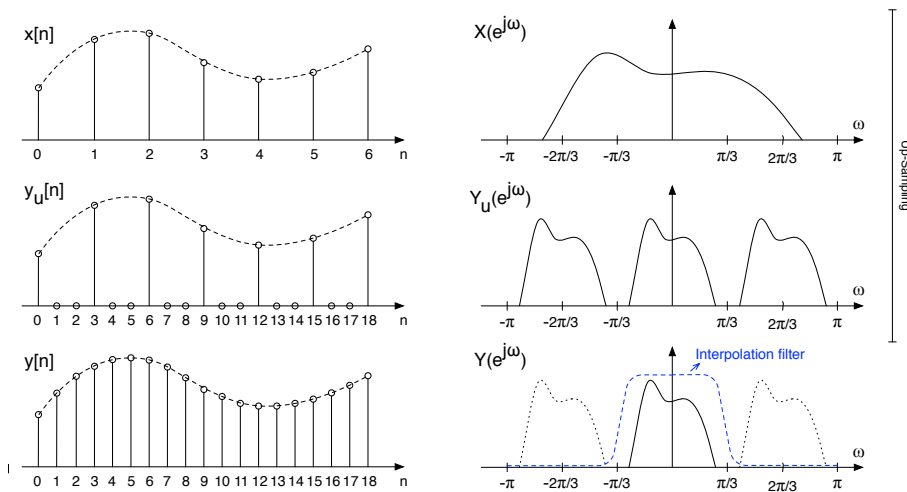 x[n]
0 1 2 3 4 5 6 n
X(e^jω)
-π -2π/3 -π/3 π/3 2π/3 π ω
y_u[n]
0 1 2 3 4 5 6 7 8 9 10 11 12 13 14 15 16 17 18 n
Y_u(e^jω)
-π -2π/3 -π/3 π/3 2π/3 π ω
Up-Sampling
y[n]
0 1 2 3 4 5 6 7 8 9 10 11 12 13 14 15 16 17 18 n
Y(e^jω)
Interpolation filter
-π -2π/3 -π/3 π/3 2π/3 π ω